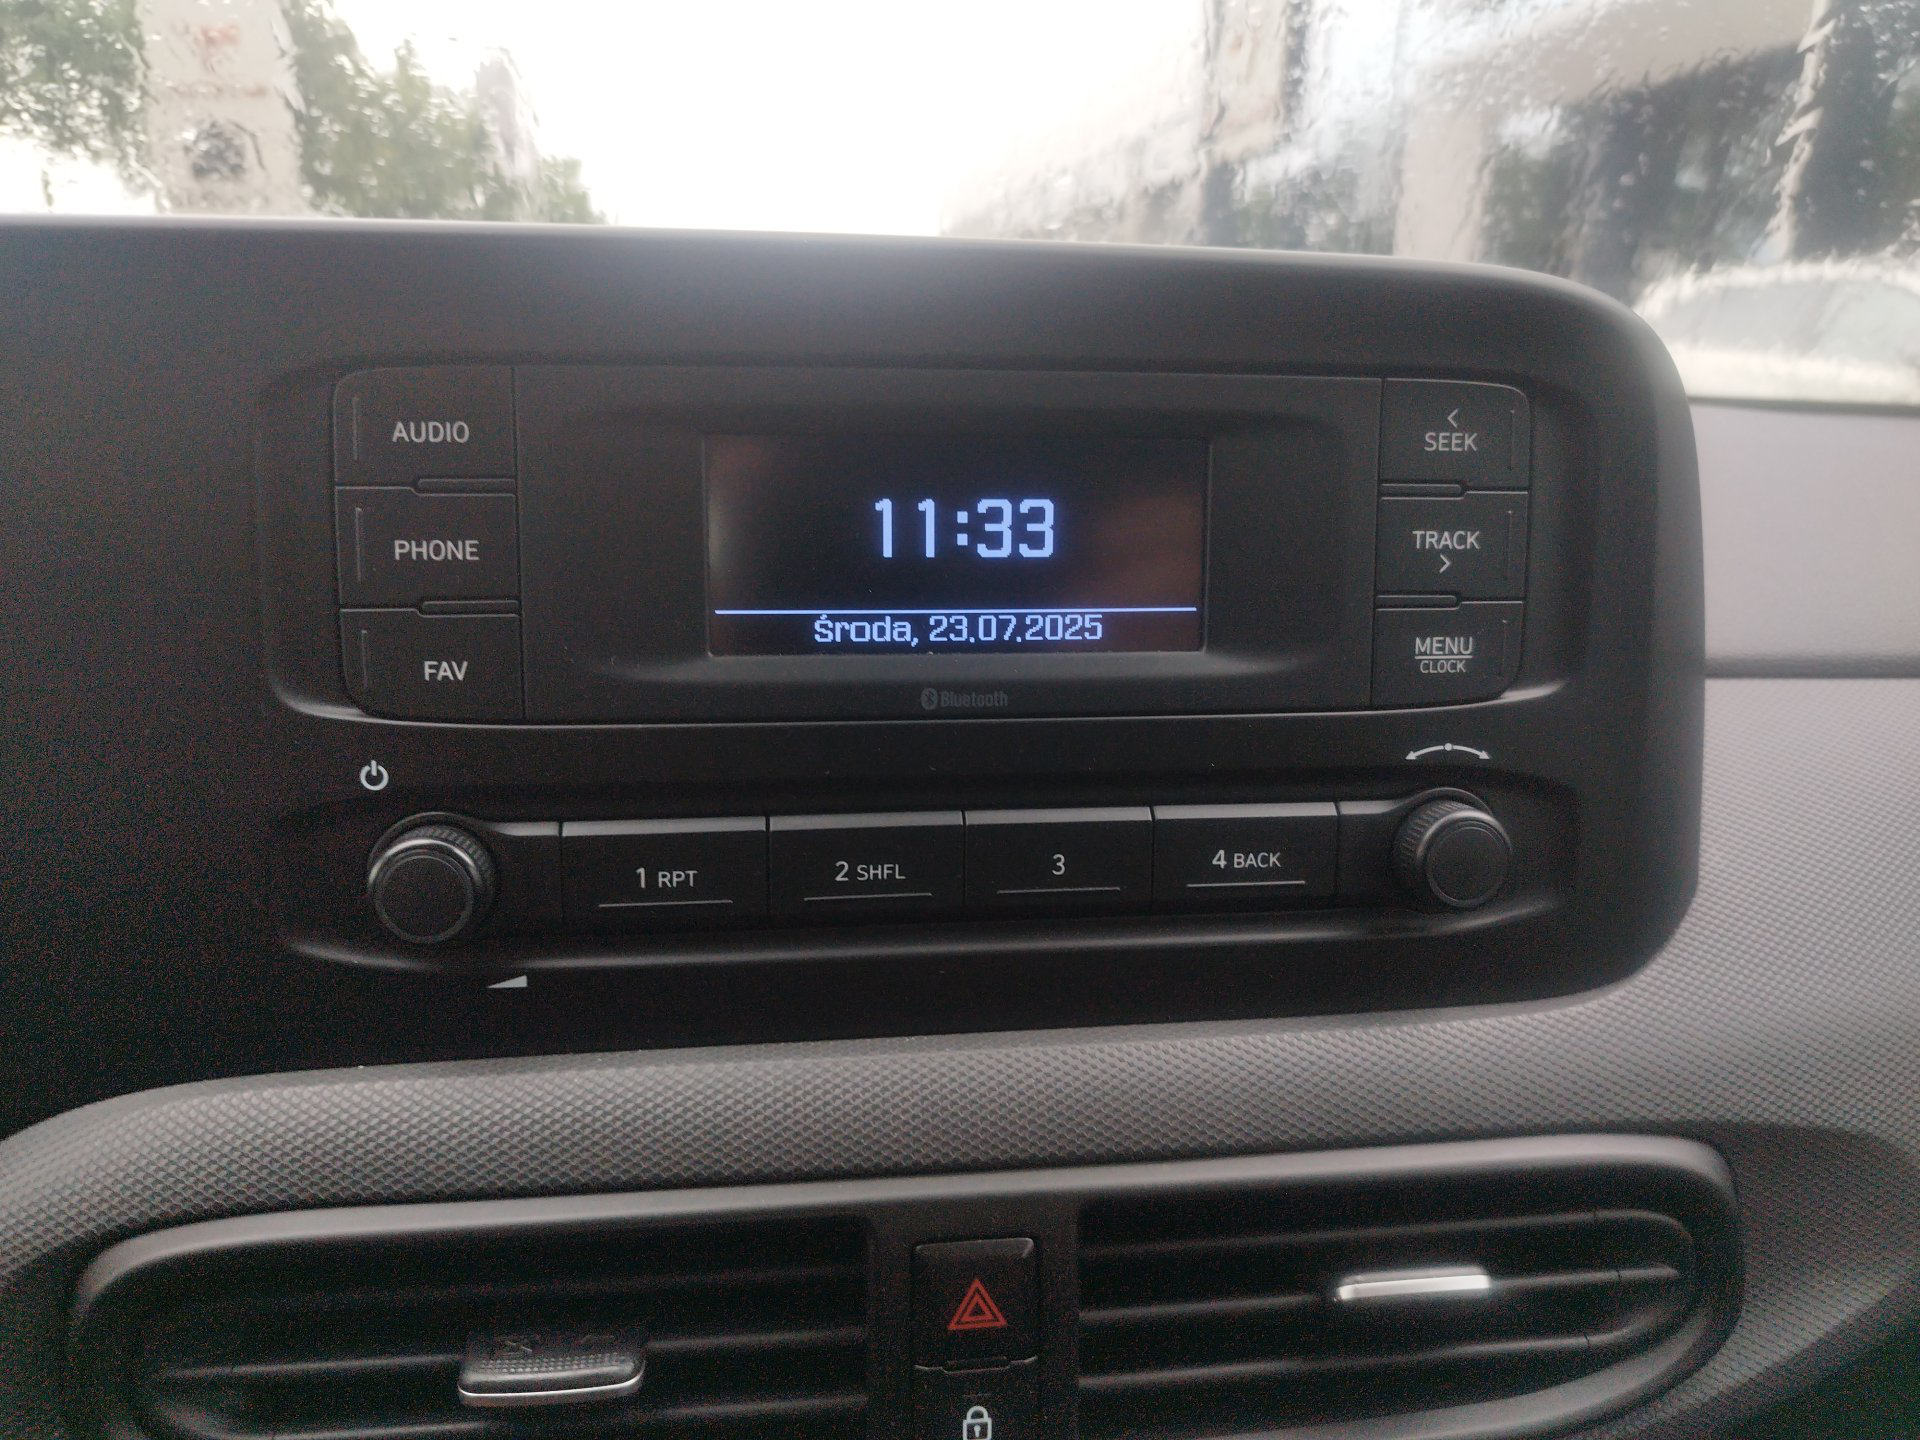 AUDIO
PHONE
FAV
11:33
Środa, 23.07.2025
Bluetooth
<
SEEK
TRACK
>
MENU
CLOCK
1 RPT
2 SHFL
3
4 BACK